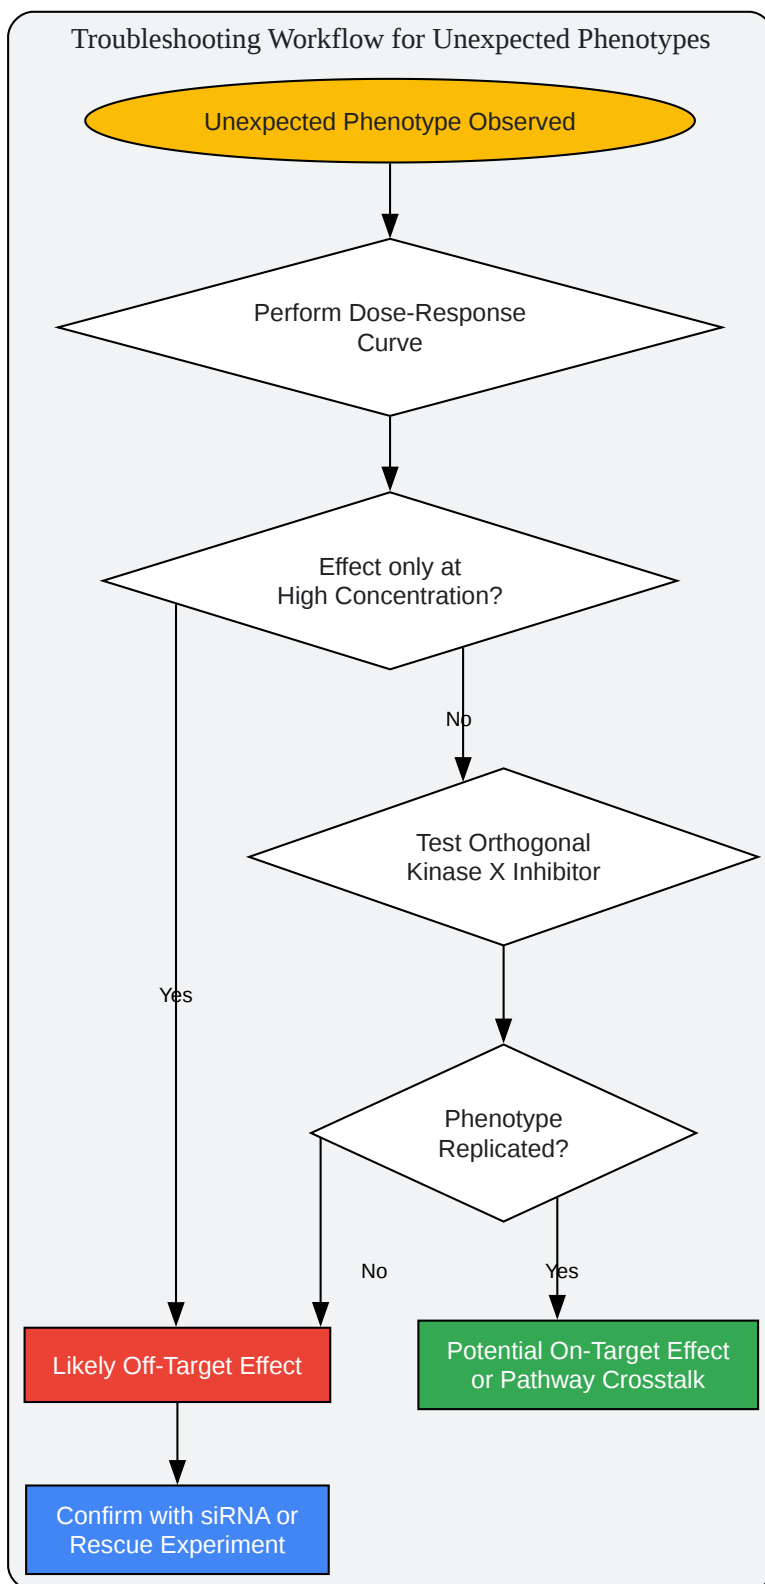 Troubleshooting Workflow for Unexpected Phenotypes
Unexpected Phenotype Observed
Perform Dose-Response
Curve
Effect only at
High Concentration?
No
Test Orthogonal
Kinase X Inhibitor
Yes
Phenotype
Replicated?
No
Yes
Likely Off-Target Effect
Potential On-Target Effect
or Pathway Crosstalk
Confirm with siRNA or
Rescue Experiment